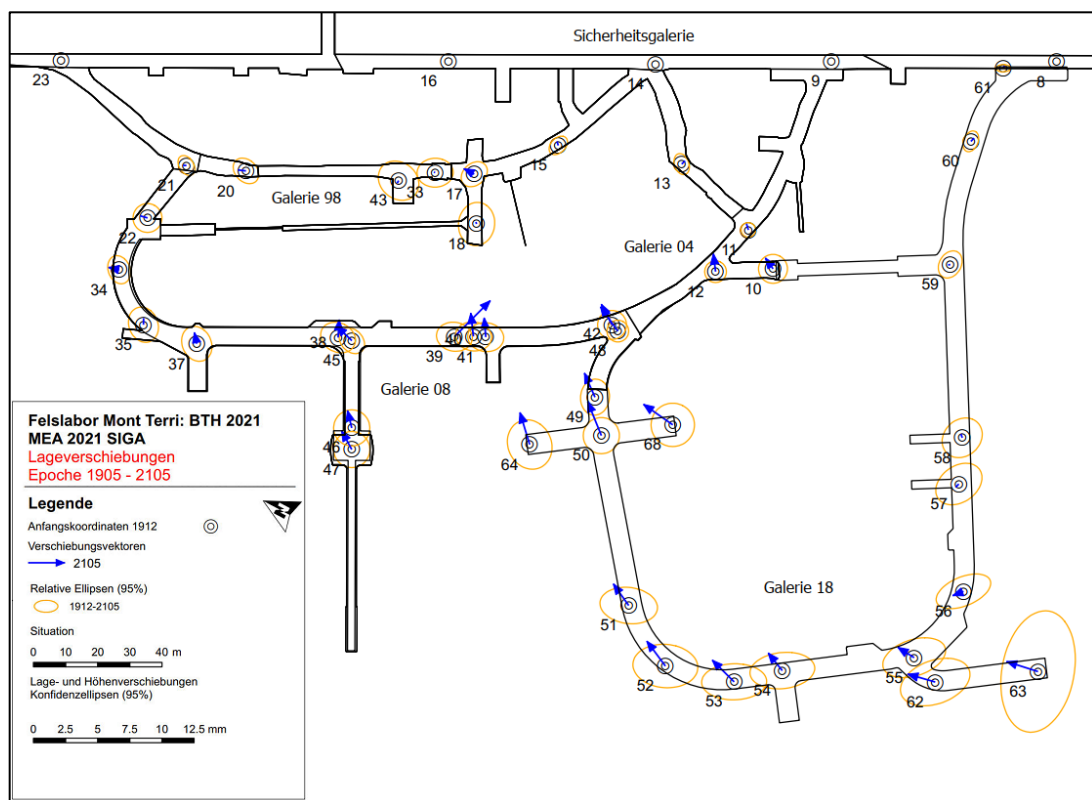 Sicherheitsgalerie
23
16
14
9
61
8
60
15
13
21
20
43
33
17
Galerie 98
22
18
Galerie 04
11
34
12
10
59
35
37
38
45
39
40
41
42
48
Galerie 08
49
46
47
64
50
68
58
57
Galerie 18
56
51
52
53
54
55
62
63
Felslabor Mont Terri: BTH 2021
MEA 2021 SIGA
Lageverschiebungen
Epoche 1905 - 2105
Legende
N
Anfangskoordinaten 1912
Verschiebungsvektoren
2105
Relative Ellipsen (95%)
1912-2105
Situation
0 10 20 30 40 m
Lage- und Höhenverschiebungen
Konfidenzellipsen (95%)
0 2.5 5 7.5 10 12.5 mm